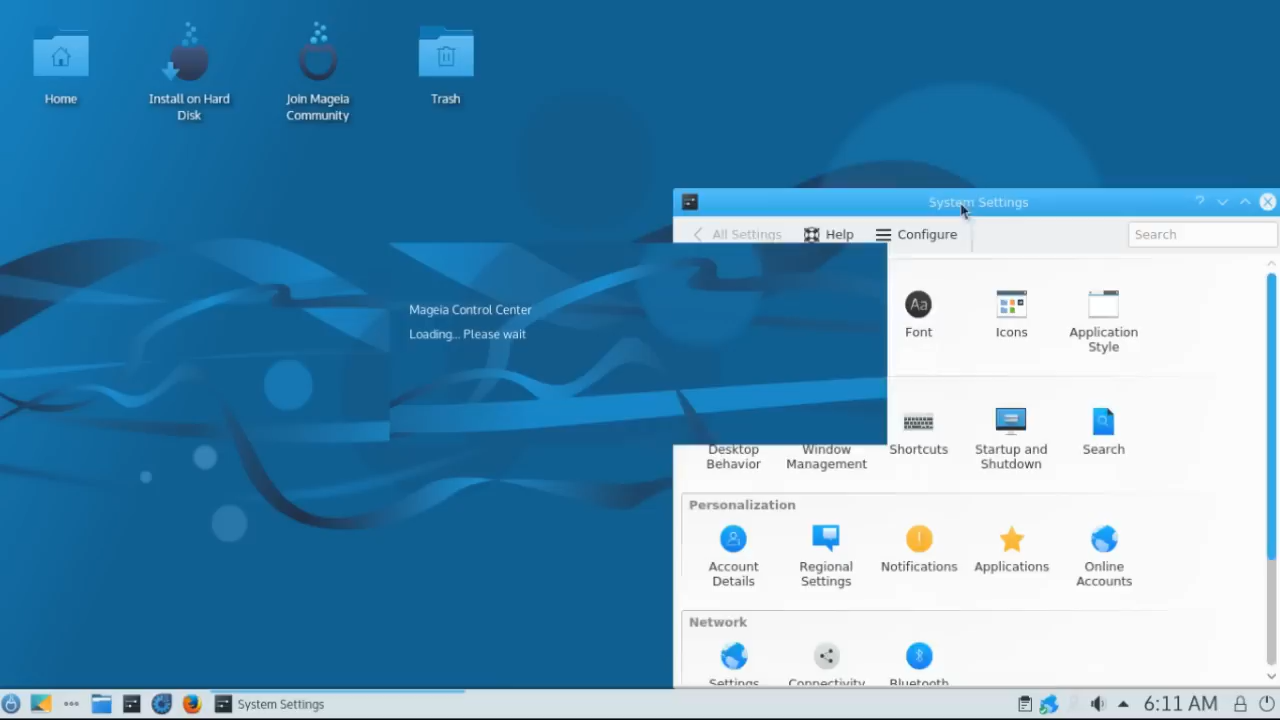 Home
Install on Hard
Disk
Join Mageia
Community
Trash
System Settings
?
All Settings
Help
Configure
Search
Mageia Control Center
Loading... Please wait
Aa
Font
Icons
Application
Style
Desktop
Behavior
Window
Management
Shortcuts
Startup and
Shutdown
Search
Personalization
Account
Details
Regional
Settings
Notifications
Applications
Online
Accounts
Network
Settings
Connectivity
Bluetooth
System Settings
6:11 AM